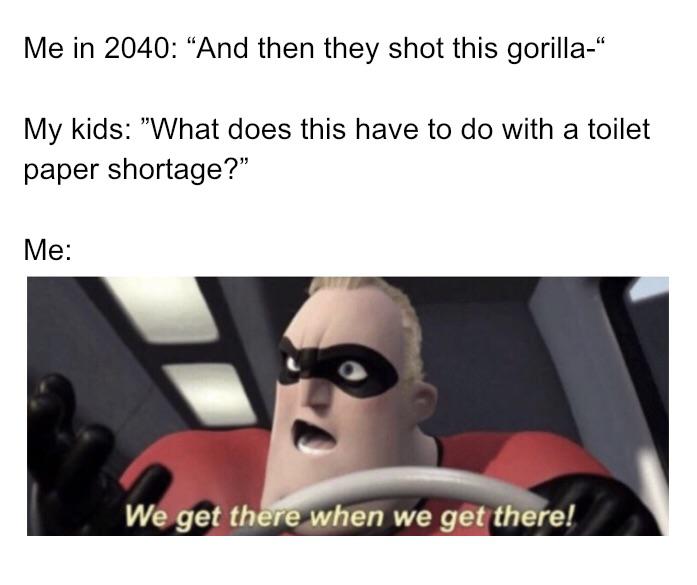 Me in 2040: “And then they shot this gorilla-“
My kids: ”What does this have to do with a toilet
paper shortage?”
Me:
We get there when we get there!